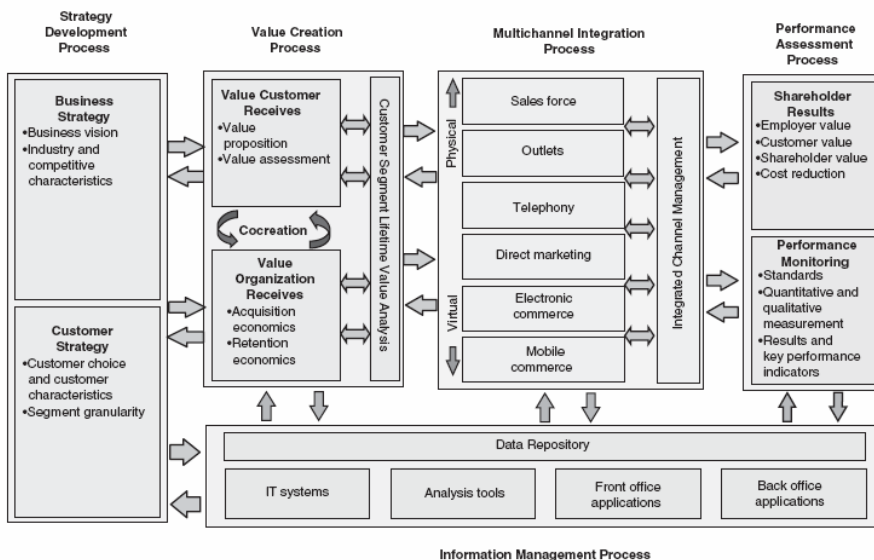 Strategy
Development
Process
Value Creation
Process
Multichannel Integration
Process
Performance
Assessment
Process
Business
Strategy
•Business vision
•Industry and
competitive
characteristics
Customer
Strategy
•Customer choice
and customer
characteristics
•Segment granularity
Value Customer
Receives
•Value
proposition
•Value assessment
Cocreation
Value
Organization
Receives
•Acquisition
economics
•Retention
economics
Customer Segment Lifetime Value Analysis
Physical
Virtual
Sales force
Outlets
Telephony
Direct marketing
Electronic
commerce
Mobile
commerce
Integrated Channel Management
Shareholder
Results
•Employer value
•Customer value
•Shareholder value
•Cost reduction
Performance
Monitoring
•Standards
•Quantitative and
qualitative
measurement
•Results and
key performance
indicators
Data Repository
IT systems
Analysis tools
Front office
applications
Back office
applications
Information Management Process